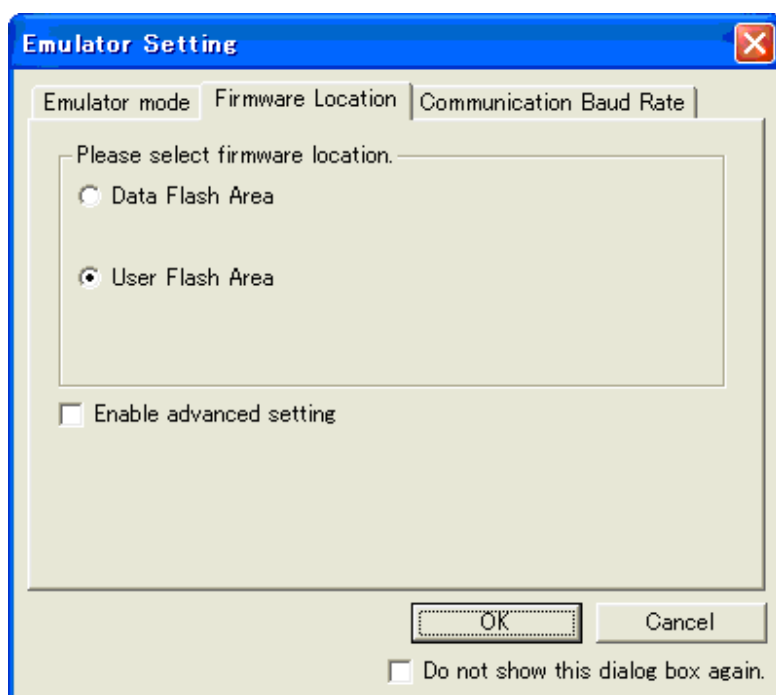 Emulator Setting
Emulator mode
Firmware Location
Communication Baud Rate
Please select firmware location.
Data Flash Area
User Flash Area
Enable advanced setting
OK
Cancel
Do not show this dialog box again.